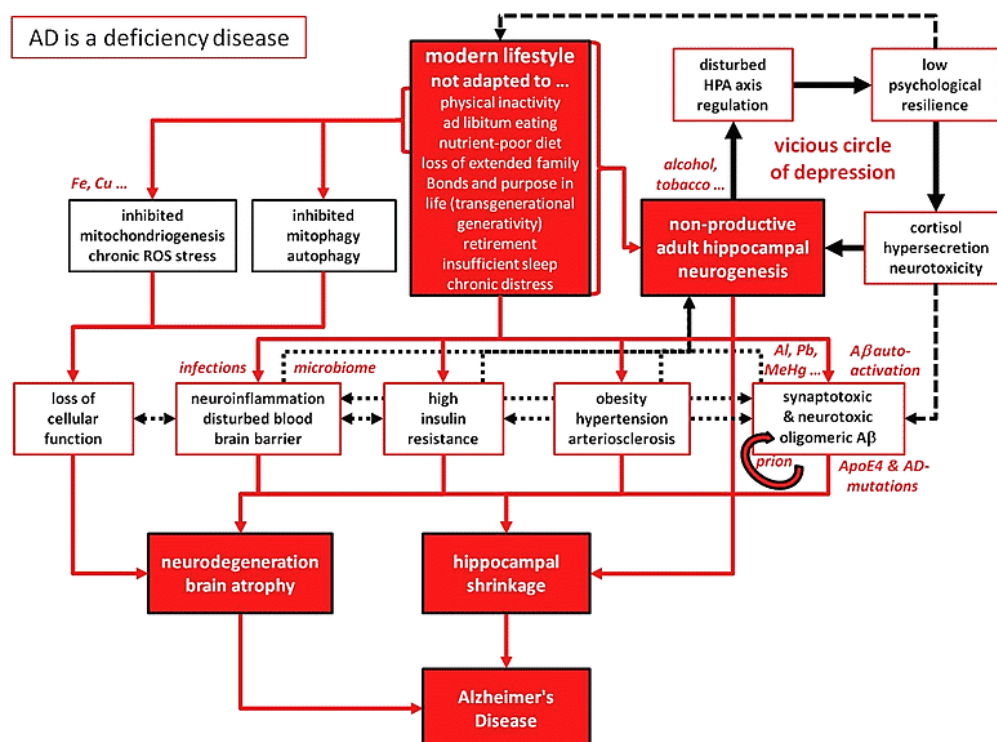 AD is a deficiency disease
modern lifestyle
not adapted to ...
physical inactivity
ad libitum eating
nutrient-poor diet
loss of extended family
Bonds and purpose in
life (transgenerational
generativity)
retirement
insufficient sleep
chronic distress
disturbed
HPA axis
regulation
low
psychological
resilience
vicious circle
of depression
alcohol,
tobacco ...
Fe, Cu ...
inhibited
mitochondriogenesis
chronic ROS stress
inhibited
mitophagy
autophagy
non-productive
adult hippocampal
neurogenesis
cortisol
hypersecretion
neurotoxicity
infections
microbiome
Al, Pb,
MeHg ...
Aβ auto-
activation
loss of
cellular
function
neuroinflammation
disturbed blood
brain barrier
high
insulin
resistance
obesity
hypertension
arteriosclerosis
synaptotoxic
& neurotoxic
oligomeric Aβ
prion
ApoE4 & AD-
mutations
neurodegeneration
brain atrophy
hippocampal
shrinkage
Alzheimer's
Disease